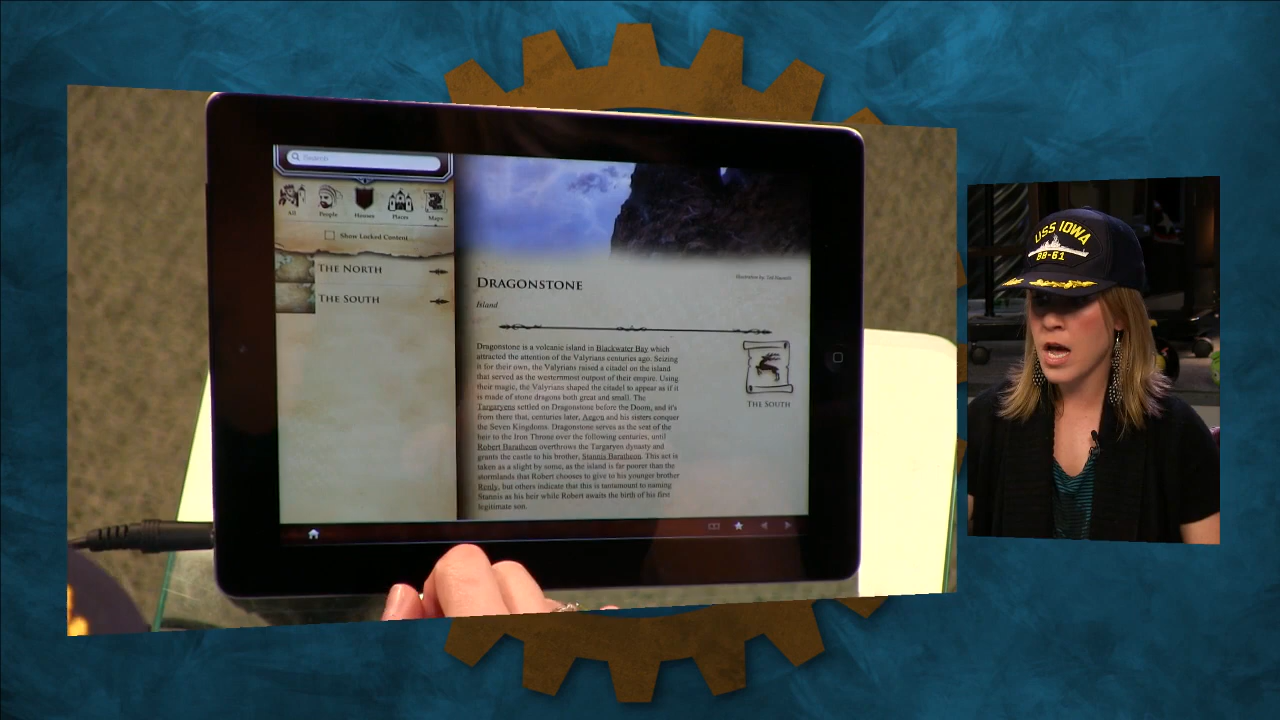 Search
All
People
Houses
Places
Maps
Show Locked Content
THE NORTH
THE SOUTH
DRAGONSTONE
Illustration by: Ted Nasmith
Island
Dragonstone is a volcanic island in Blackwater Bay which
attracted the attention of the Valyrians centuries ago. Seizing
it for their own, the Valyrians raised a citadel on the island
that served as the westernmost outpost of their empire. Using
their magic, the Valyrians shaped the citadel to appear as if it
is made of stone dragons both great and small. The
Targaryens settled on Dragonstone before the Doom, and it's
from there that, centuries later, Aegon and his sisters conquer
the Seven Kingdoms. Dragonstone serves as the seat of the
heir to the Iron Throne over the following centuries, until
Robert Baratheon overthrows the Targaryen dynasty and
grants the castle to his brother, Stannis Baratheon. This act is
taken as a slight by some, as the island is far poorer than the
stormlands that Robert chooses to give to his younger brother
Renly, but others indicate that this is tantamount to naming
Stannis as his heir while Robert awaits the birth of his first
legitimate son.
THE SOUTH
USS IOWA
BB-61